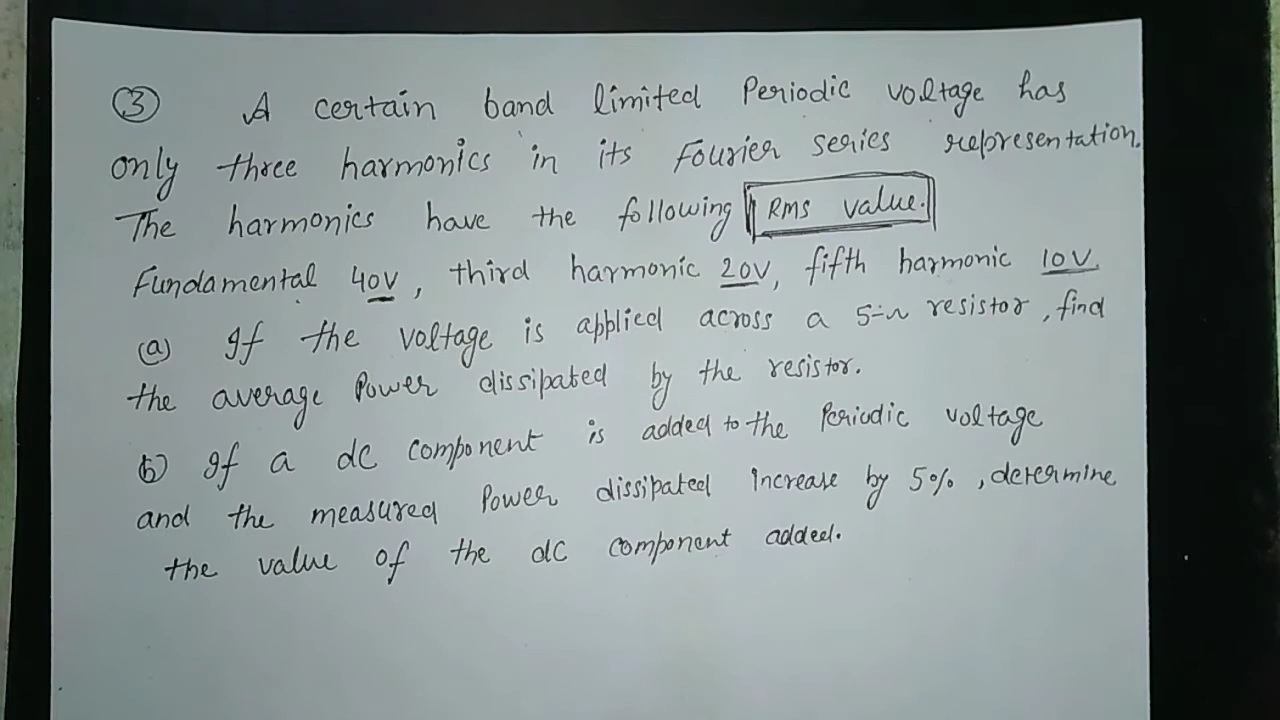 ③ A certain band limited Periodic voltage has
only three harmonics in its Fourier series representation.
The harmonics have the following RMS value.
Fundamental 40V, third harmonic 20V, fifth harmonic 10V.
(a) If the voltage is applied across a 5-Ω resistor, find
the average Power dissipated by the resistor.
(b) If a dc component is added to the Periodic voltage
and the measured Power dissipated increase by 5%, determine
the value of the dc component added.